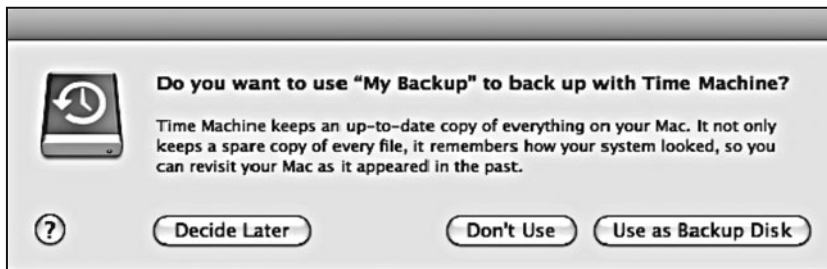 Do you want to use “My Backup” to back up with Time Machine?
Time Machine keeps an up-to-date copy of everything on your Mac. It not only
keeps a spare copy of every file, it remembers how your system looked, so you
can revisit your Mac as it appeared in the past.
?
Decide Later
Don't Use
Use as Backup Disk